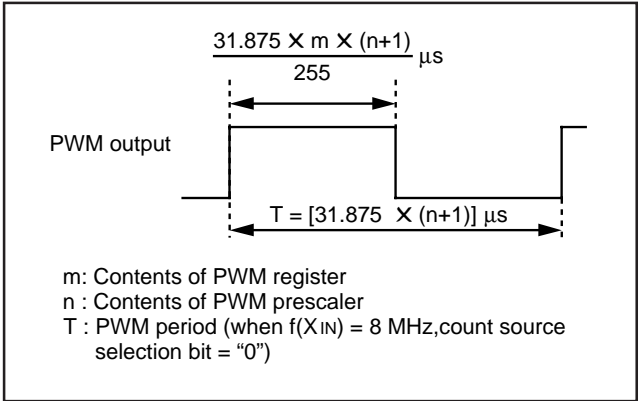 31.875 X m X (n+1)
255
μs
PWM output
T = [31.875 X (n+1)] μs
m: Contents of PWM register
n : Contents of PWM prescaler
T : PWM period (when f(XIN) = 8 MHz,count source
selection bit = “0”)